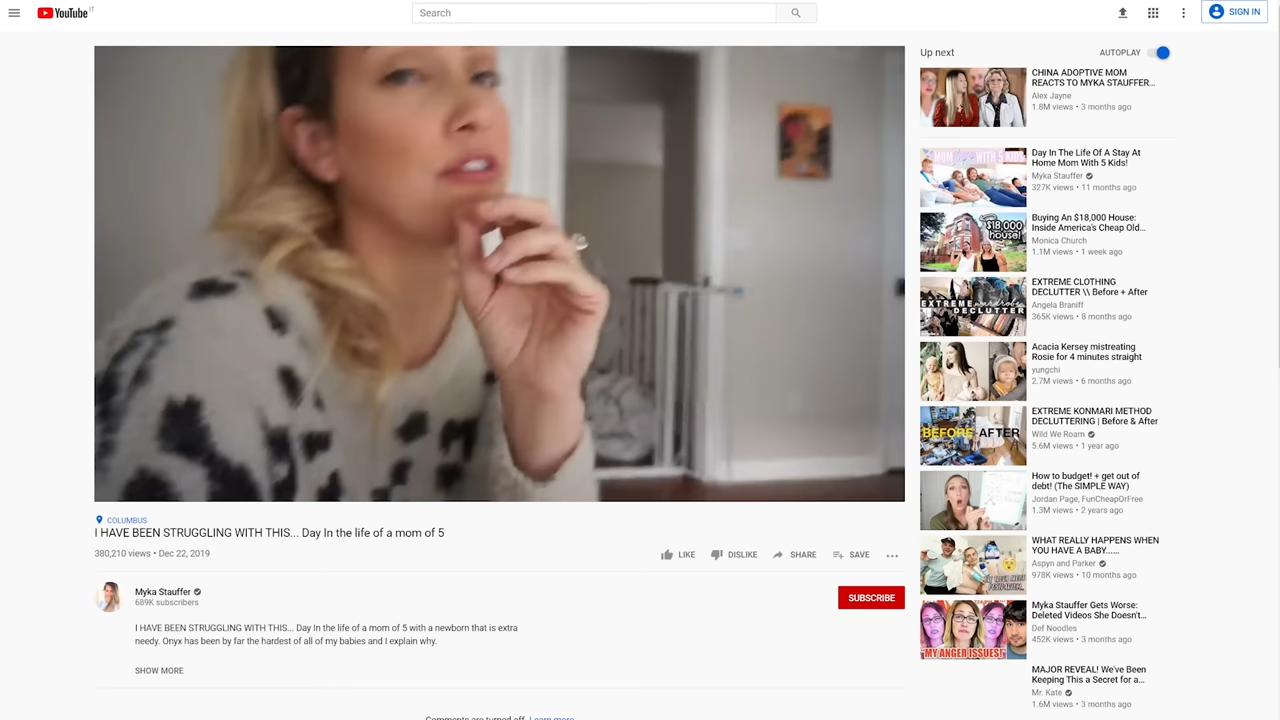 YouTube IT
Search
SIGN IN
Up next
AUTOPLAY
CHINA ADOPTIVE MOM
REACTS TO MYKA STAUFFER...
Alex Jayne
1.8M views • 3 months ago
MOM WITH 5 KIDS
Day In The Life Of A Stay At
Home Mom With 5 Kids!
Myka Stauffer
327K views • 11 months ago
$18,000
house!
Buying An $18,000 House:
Inside America's Cheap Old...
Monica Church
1.1M views • 1 week ago
EXTREME wardrobe
DECLUTTER
EXTREME CLOTHING
DECLUTTER \\ Before + After
Angela Braniff
365K views • 8 months ago
Acacia Kersey mistreating
Rosie for 4 minutes straight
yungchi
2.7M views • 6 months ago
BEFORE AFTER
EXTREME KONMARI METHOD
DECLUTTERING | Before & After
Wild We Roam
5.6M views • 1 year ago
How to budget! + get out of
debt! (The SIMPLE WAY)
Jordan Page, FunCheapOrFree
1.3M views • 2 years ago
WHAT REALLY HAPPENS WHEN
YOU HAVE A BABY......
Aspyn and Parker
978K views • 10 months ago
"MY ANGER ISSUES!"
Myka Stauffer Gets Worse:
Deleted Videos She Doesn't...
Def Noodles
452K views • 3 months ago
MAJOR REVEAL! We've Been
Keeping This a Secret for a...
Mr. Kate
1.6M views • 3 months ago
COLUMBUS
I HAVE BEEN STRUGGLING WITH THIS... Day In the life of a mom of 5
380,210 views • Dec 22, 2019
LIKE DISLIKE SHARE SAVE
Myka Stauffer
689K subscribers
SUBSCRIBE
I HAVE BEEN STRUGGLING WITH THIS... Day In the life of a mom of 5 with a newborn that is extra
needy. Onyx has been by far the hardest of all of my babies and I explain why.
SHOW MORE
Comments are turned off. Learn more